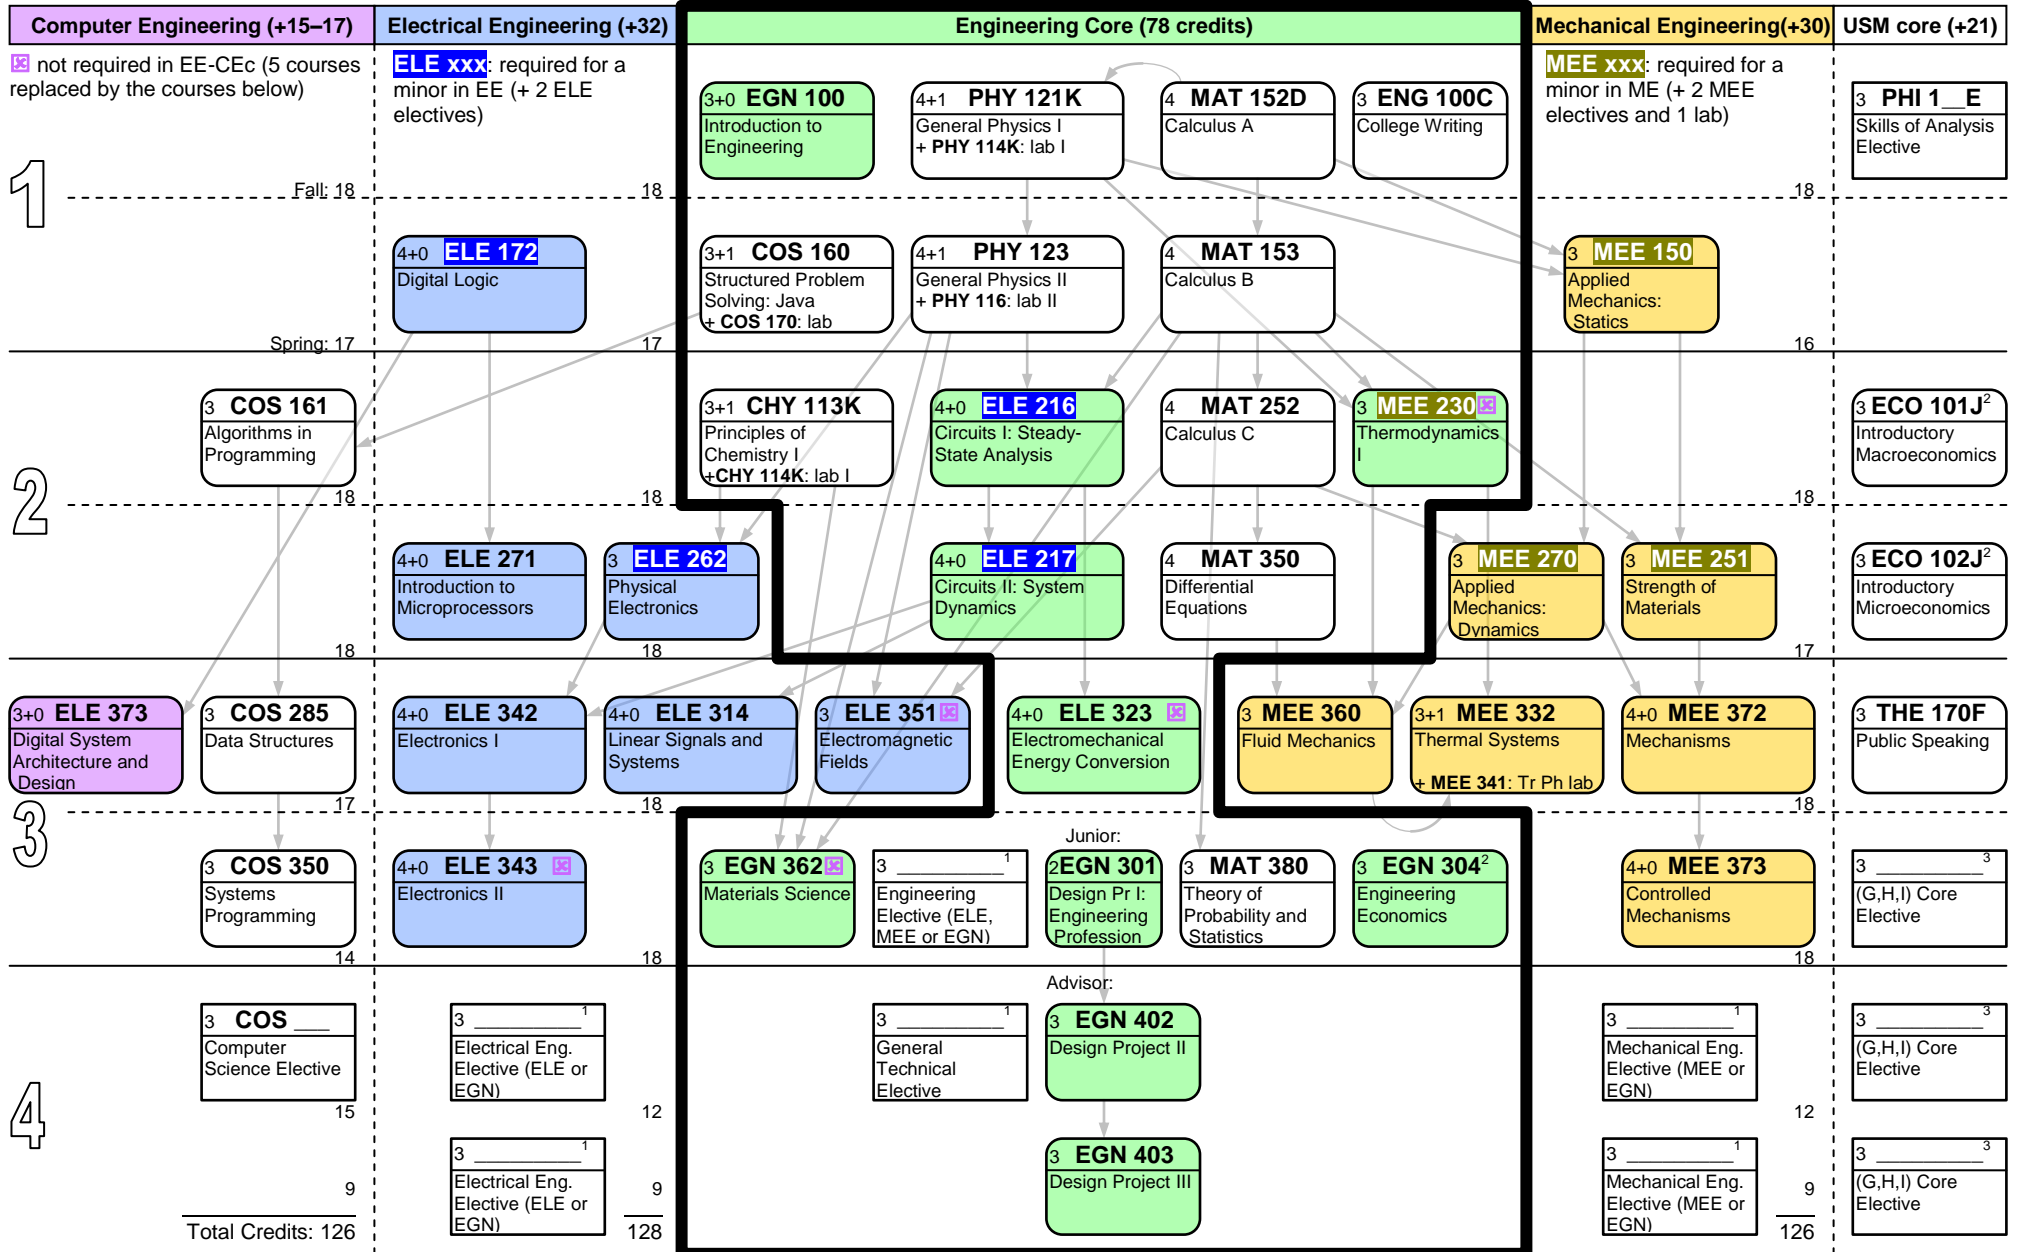 Computer Engineering (+15–17)
Electrical Engineering (+32)
Engineering Core (78 credits)
Mechanical Engineering(+30)
USM core (+21)
not required in EE-CEc (5 courses
replaced by the courses below)
ELE xxx: required for a
minor in EE (+ 2 ELE
electives)
MEE xxx: required for a
minor in ME (+ 2 MEE
electives and 1 lab)
1
3+0 EGN 100
Introduction to
Engineering
4+1 PHY 121K
General Physics I
+ PHY 114K: lab I
4 MAT 152D
Calculus A
3 ENG 100C
College Writing
3 PHI 1__E
Skills of Analysis
Elective
Fall: 18
18
18
4+0 ELE 172
Digital Logic
3+1 COS 160
Structured Problem
Solving: Java
+ COS 170: lab
4+1 PHY 123
General Physics II
+ PHY 116: lab II
4 MAT 153
Calculus B
3 MEE 150
Applied
Mechanics:
Statics
Spring: 17
17
16
2
3 COS 161
Algorithms in
Programming
3+1 CHY 113K
Principles of
Chemistry I
+CHY 114K: lab I
4+0 ELE 216
Circuits I: Steady-
State Analysis
4 MAT 252
Calculus C
3 MEE 230
Thermodynamics
I
3 ECO 101J2
Introductory
Macroeconomics
18
18
18
4+0 ELE 271
Introduction to
Microprocessors
3 ELE 262
Physical
Electronics
4+0 ELE 217
Circuits II: System
Dynamics
4 MAT 350
Differential
Equations
3 MEE 270
Applied
Mechanics:
Dynamics
3 MEE 251
Strength of
Materials
3 ECO 102J2
Introductory
Microeconomics
18
18
17
3
3+0 ELE 373
Digital System
Architecture and
Design
3 COS 285
Data Structures
4+0 ELE 342
Electronics I
4+0 ELE 314
Linear Signals and
Systems
3 ELE 351
Electromagnetic
Fields
4+0 ELE 323
Electromechanical
Energy Conversion
3 MEE 360
Fluid Mechanics
3+1 MEE 332
Thermal Systems
+ MEE 341: Tr Ph lab
4+0 MEE 372
Mechanisms
3 THE 170F
Public Speaking
17
18
18
Junior:
3 COS 350
Systems
Programming
4+0 ELE 343
Electronics II
3 EGN 362
Materials Science
3 __________1
Engineering
Elective (ELE,
MEE or EGN)
2EGN 301
Design Pr I:
Engineering
Profession
3 MAT 380
Theory of
Probability and
Statistics
3 EGN 3042
Engineering
Economics
4+0 MEE 373
Controlled
Mechanisms
3 __________3
(G,H,I) Core
Elective
14
18
18
4
Advisor:
3 COS ___
Computer
Science Elective
3 __________1
Electrical Eng.
Elective (ELE or
EGN)
3 __________1
General
Technical
Elective
3 EGN 402
Design Project II
3 __________1
Mechanical Eng.
Elective (MEE or
EGN)
3 __________3
(G,H,I) Core
Elective
15
12
12
3 __________1
Electrical Eng.
Elective (ELE or
EGN)
3 EGN 403
Design Project III
3 __________1
Mechanical Eng.
Elective (MEE or
EGN)
3 __________3
(G,H,I) Core
Elective
9
9
9
Total Credits: 126
128
126